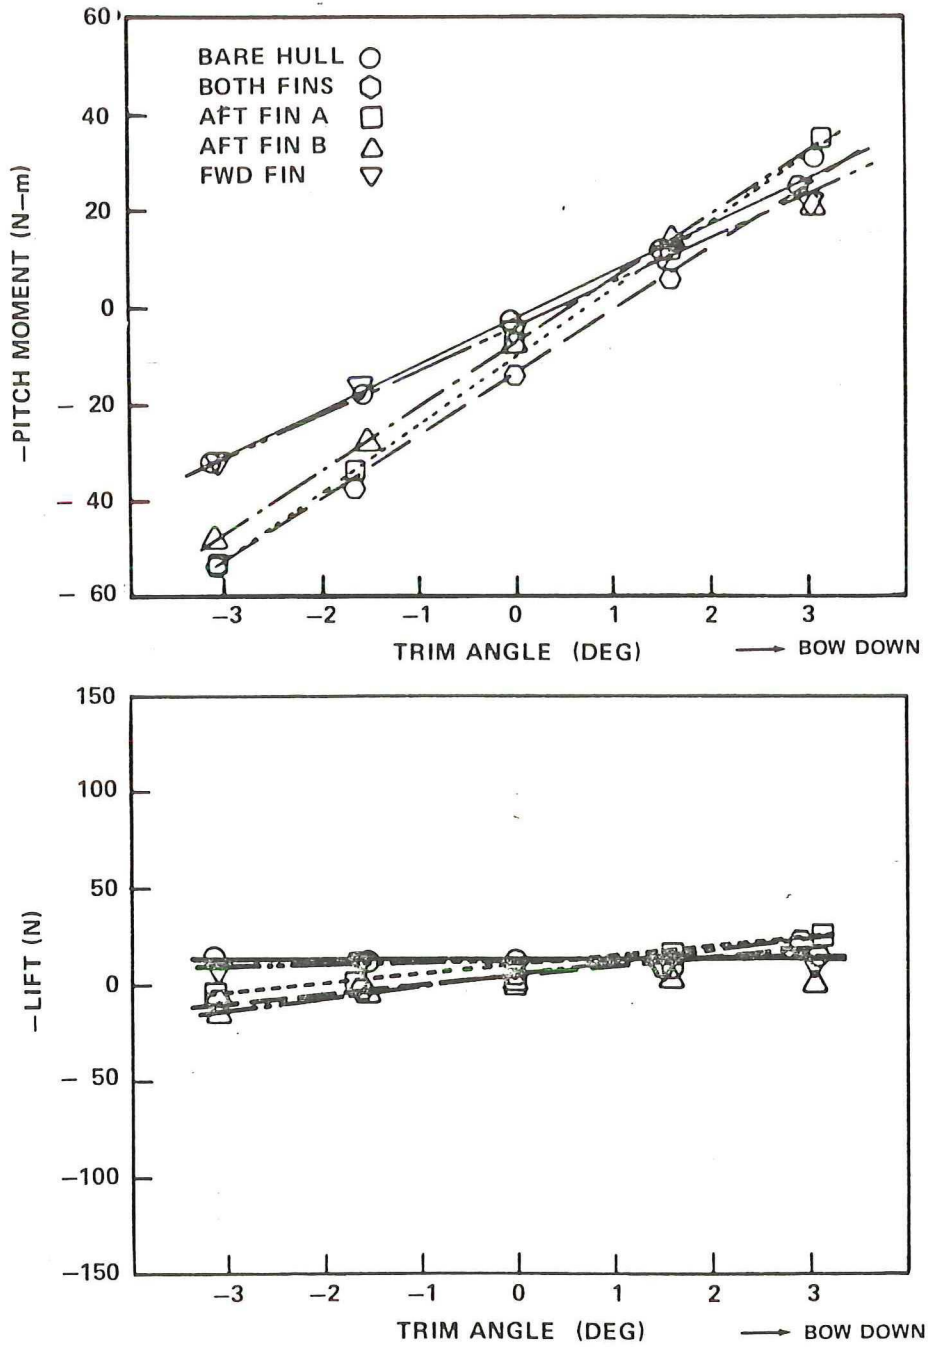 60
40
20
0
− 20
− 40
− 60
−PITCH MOMENT (N−m)
BARE HULL
BOTH FINS
AFT FIN A
AFT FIN B
FWD FIN
−3 −2 −1 0 1 2 3
TRIM ANGLE (DEG) → BOW DOWN
150
100
50
0
− 50
−100
−150
−LIFT (N)
−3 −2 −1 0 1 2 3
TRIM ANGLE (DEG) → BOW DOWN